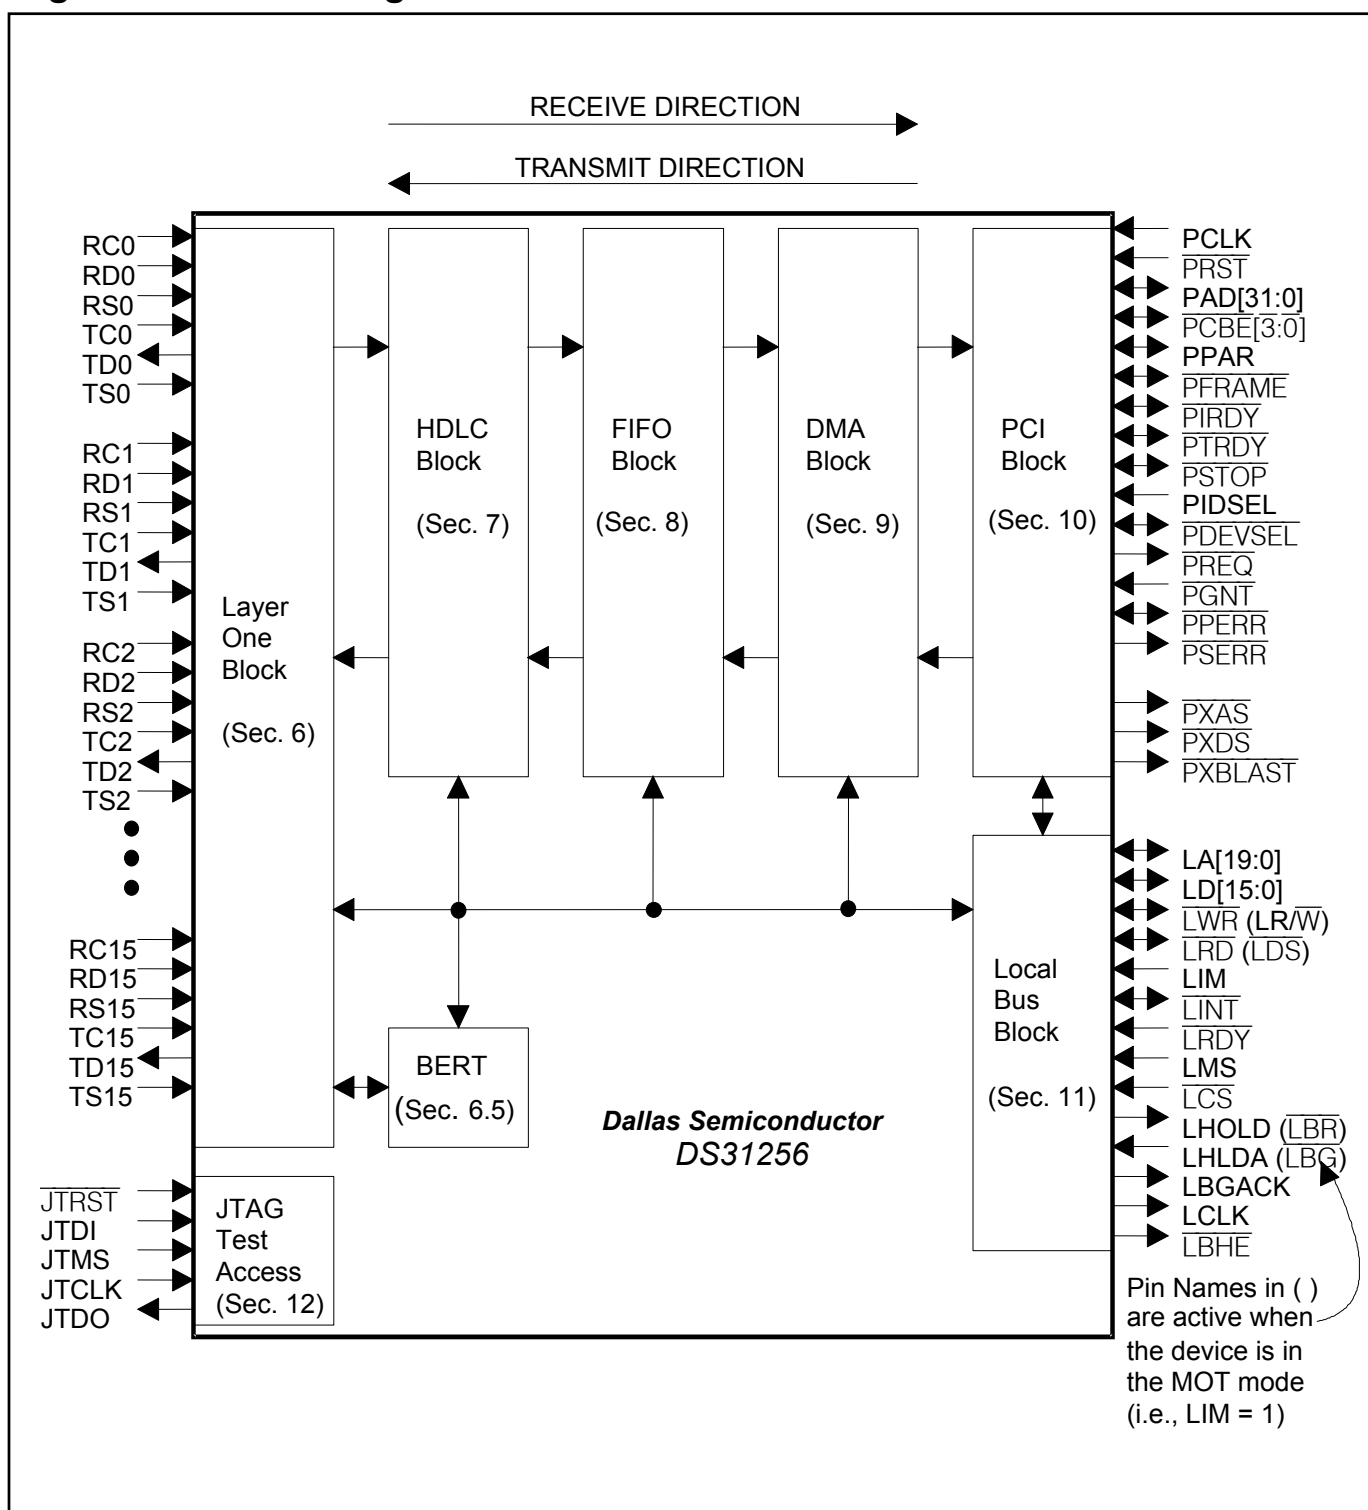 RECEIVE DIRECTION
TRANSMIT DIRECTION
RC0
RD0
RS0
TC0
TD0
TS0
RC1
RD1
RS1
TC1
TD1
TS1
RC2
RD2
RS2
TC2
TD2
TS2
RC15
RD15
RS15
TC15
TD15
TS15
JTRST
JTDI
JTMS
JTCLK
JTDO
Layer
One
Block
(Sec. 6)
HDLC
Block
(Sec. 7)
FIFO
Block
(Sec. 8)
DMA
Block
(Sec. 9)
PCI
Block
(Sec. 10)
BERT
(Sec. 6.5)
Dallas Semiconductor
DS31256
Local
Bus
Block
(Sec. 11)
JTAG
Test
Access
(Sec. 12)
PCLK
PRST
PAD[31:0]
PCBE[3:0]
PPAR
PFRAME
PIRDY
PTRDY
PSTOP
PIDSEL
PDEVSEL
PREQ
PGNT
PPERR
PSERR
PXAS
PXDS
PXBLAST
LA[19:0]
LD[15:0]
LWR (LR/W)
LRD (LDS)
LIM
LINT
LRDY
LMS
LCS
LHOLD (LBR)
LHLDA (LBG)
LBGACK
LCLK
LBHE
Pin Names in ( )
are active when
the device is in
the MOT mode
(i.e., LIM = 1)